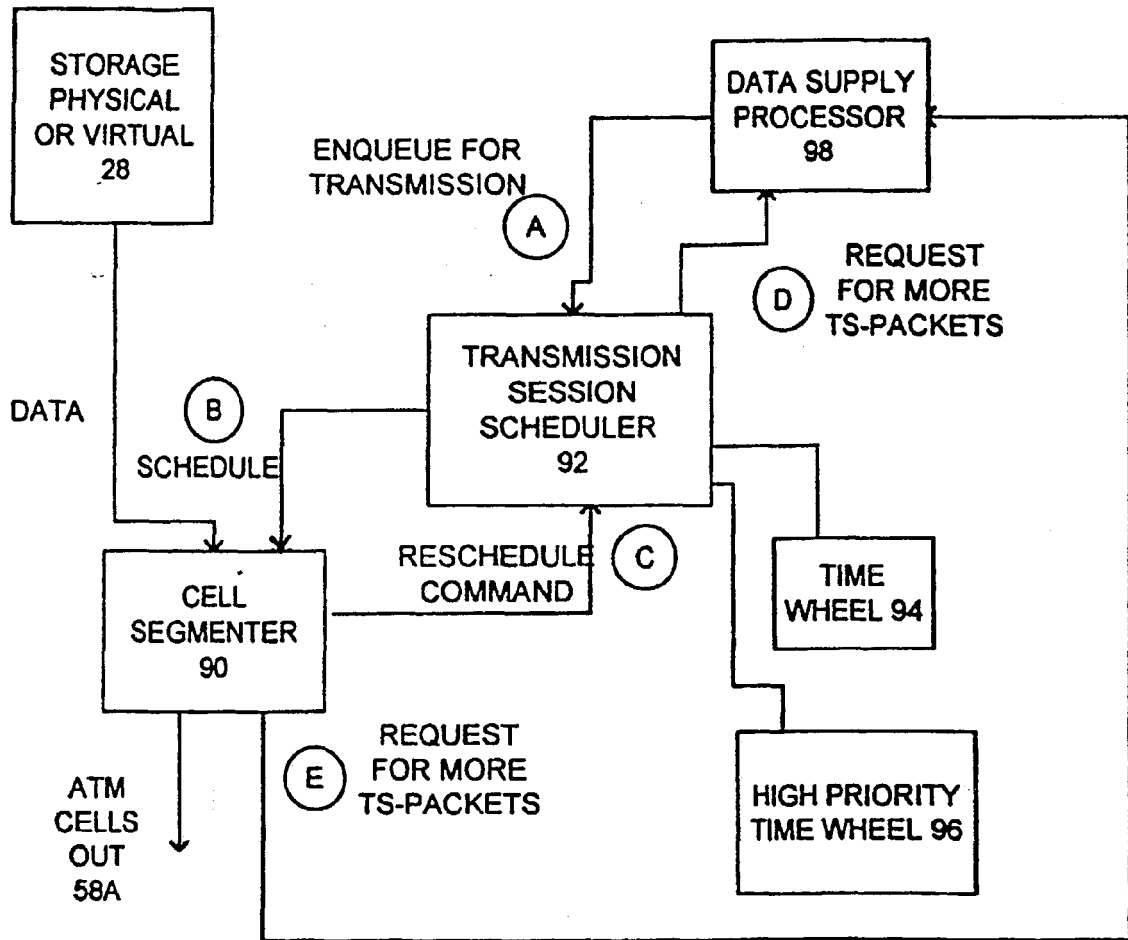 STORAGE
PHYSICAL
OR VIRTUAL
28
DATA SUPPLY
PROCESSOR
98
ENQUEUE FOR
TRANSMISSION
A
REQUEST
FOR MORE
TS-PACKETS
D
TRANSMISSION
SESSION
SCHEDULER
92
DATA
B
SCHEDULE
RESCHEDULE
COMMAND
C
CELL
SEGMENTER
90
TIME
WHEEL 94
REQUEST
FOR MORE
TS-PACKETS
E
ATM
CELLS
OUT
58A
HIGH PRIORITY
TIME WHEEL 96